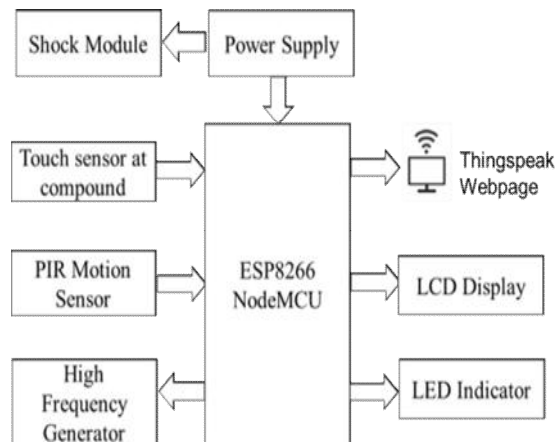 Shock Module
Power Supply
Touch sensor at
compound
Thingspeak
Webpage
PIR Motion
Sensor
ESP8266
NodeMCU
LCD Display
High
Frequency
Generator
LED Indicator